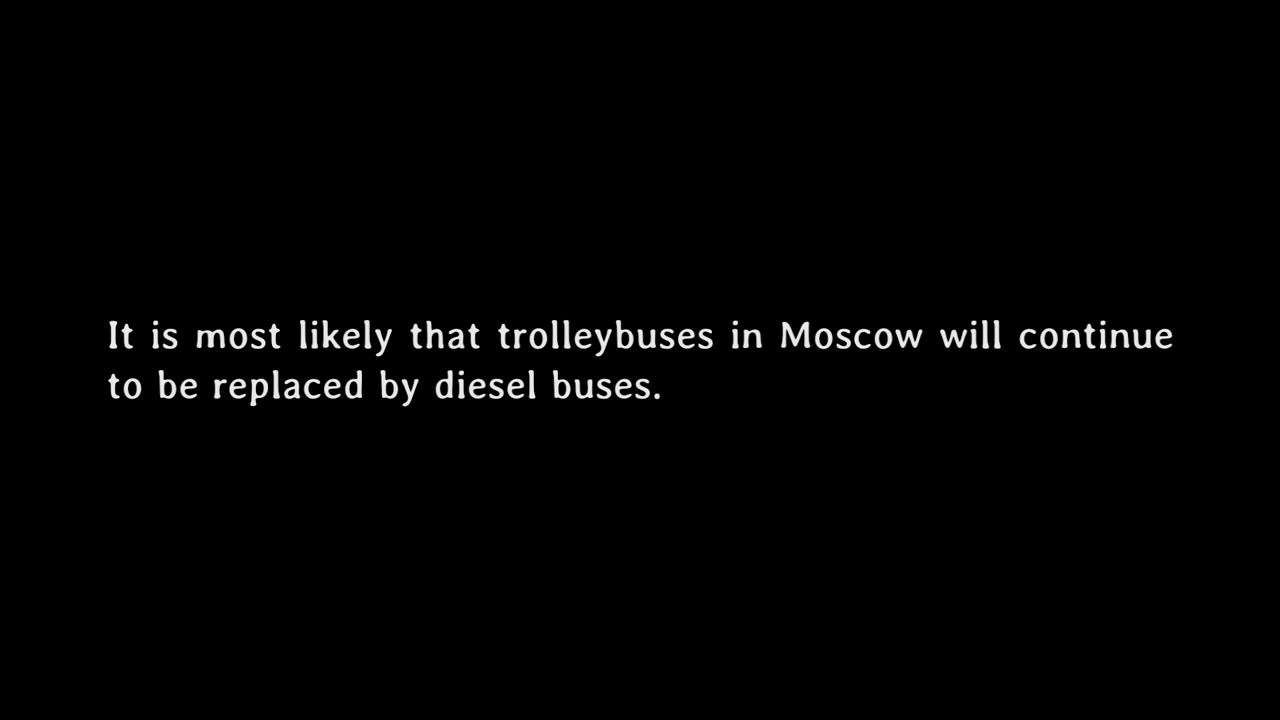 It is most likely that trolleybuses in Moscow will continue
to be replaced by diesel buses.